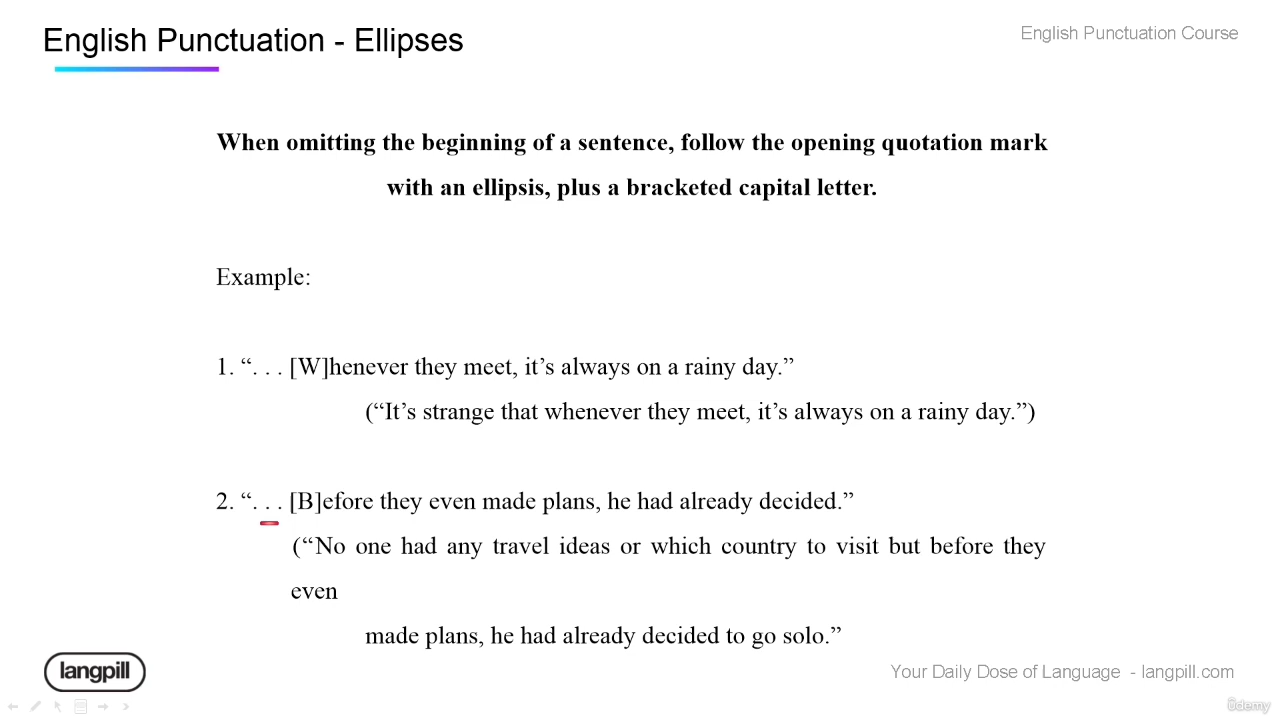 English Punctuation - Ellipses
English Punctuation Course
When omitting the beginning of a sentence, follow the opening quotation mark
with an ellipsis, plus a bracketed capital letter.
Example:
1. “. . . [W]henever they meet, it’s always on a rainy day.”
(“It’s strange that whenever they meet, it’s always on a rainy day.”)
2. “. . . [B]efore they even made plans, he had already decided.”
(“No one had any travel ideas or which country to visit but before they
even
made plans, he had already decided to go solo.”
langpill
Your Daily Dose of Language - langpill.com
ûdemy